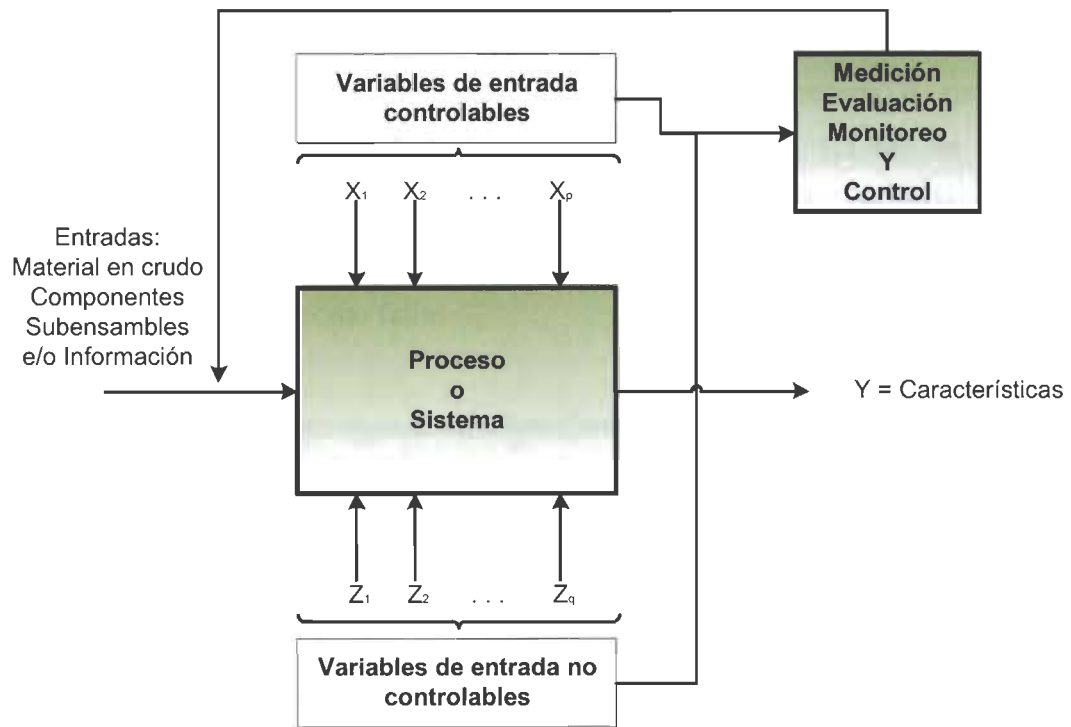 Variables de entrada
controlables
Medición
Evaluación
Monitoreo
Y
Control
X₁ X₂ . . . Xₚ
Entradas:
Material en crudo
Componentes
Subensambles
e/o Información
Proceso
o
Sistema
Y = Características
Z₁ Z₂ . . . Z_q
Variables de entrada no
controlables